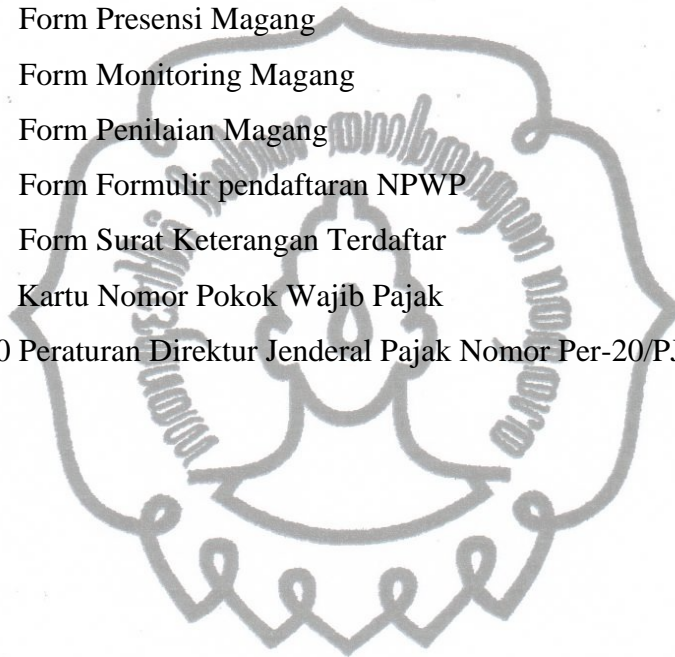 Form Presensi Magang
Form Monitoring Magang
Form Penilaian Magang
Form Formulir pendaftaran NPWP
Form Surat Keterangan Terdaftar
Kartu Nomor Pokok Wajib Pajak
0 Peraturan Direktur Jenderal Pajak Nomor Per-20/PJ